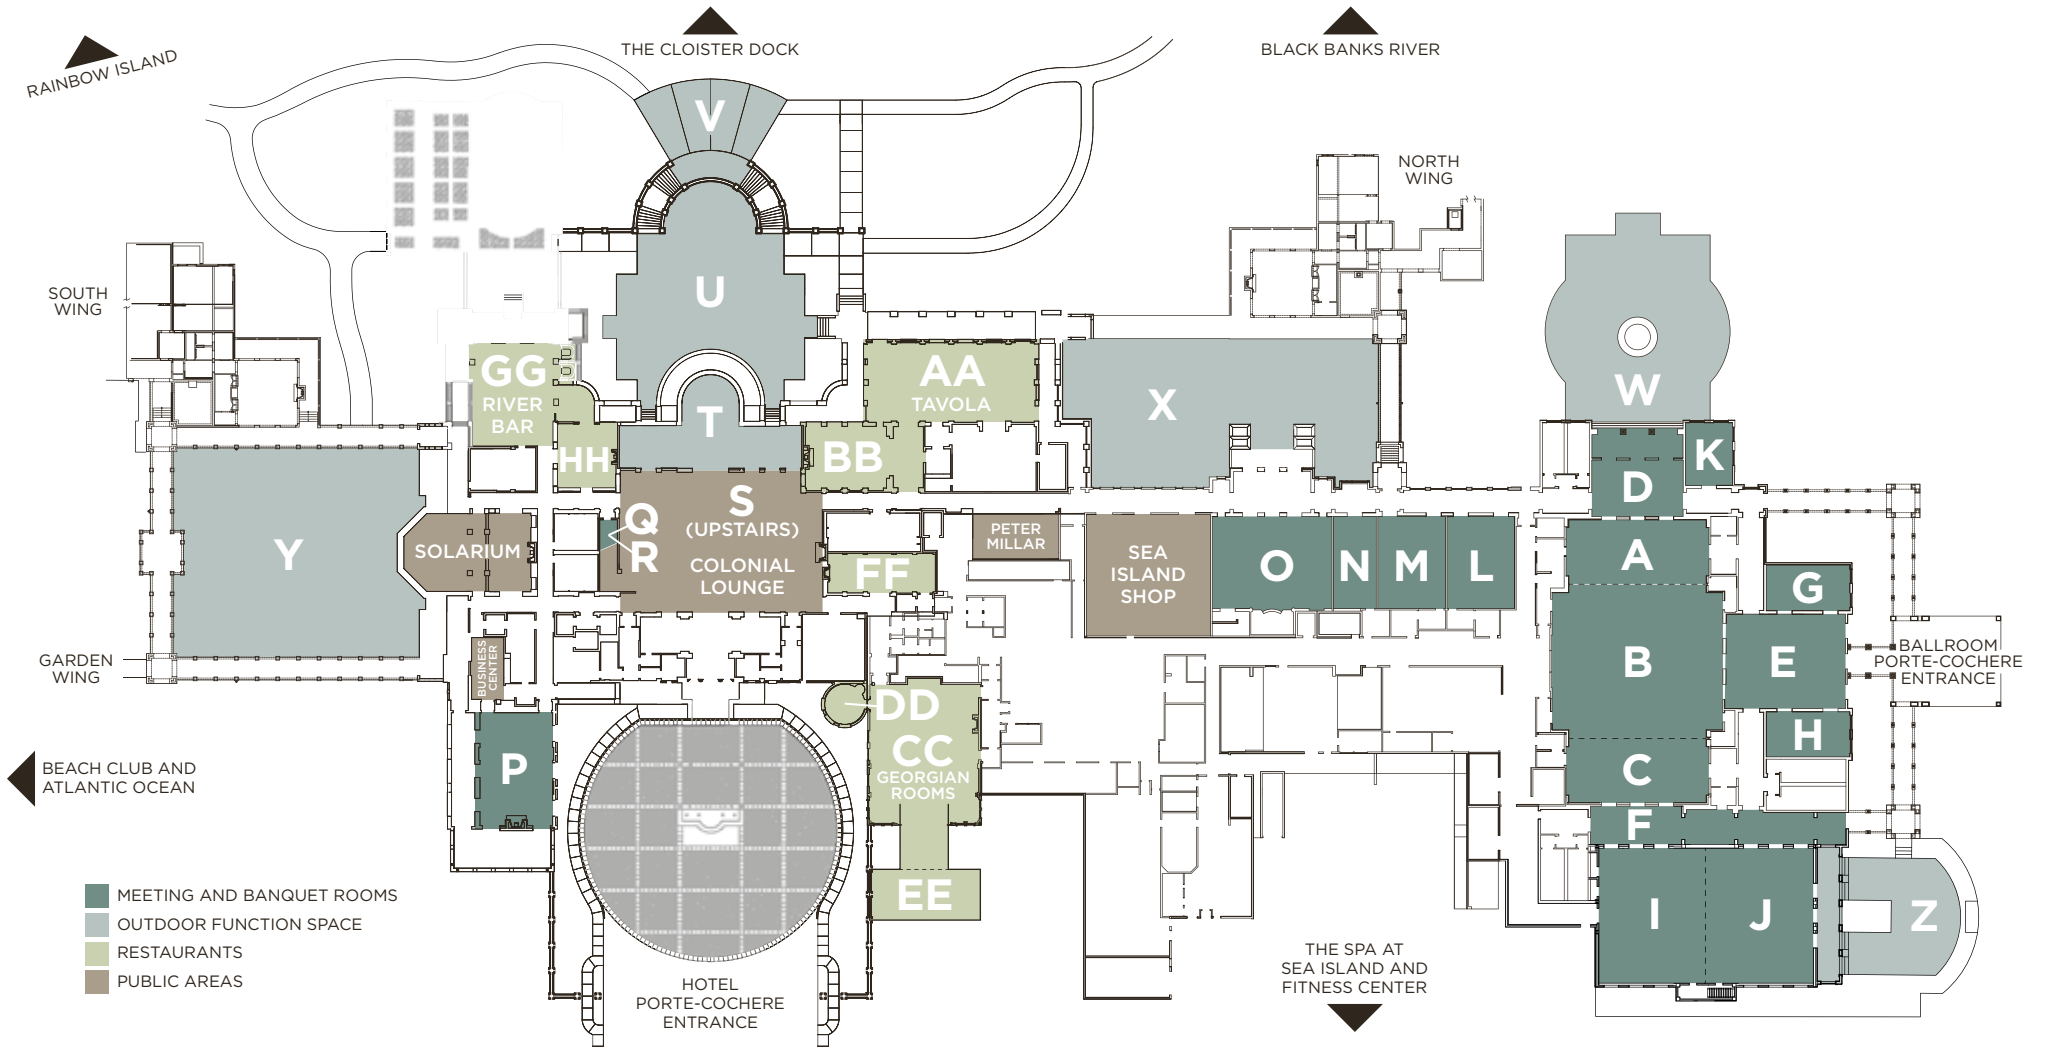 RAINBOW ISLAND
THE CLOISTER DOCK
BLACK BANKS RIVER
V
NORTH
WING
SOUTH
WING
U
GG
RIVER
BAR
AA
TAVOLA
T
X
W
HH
BB
K
D
Y
SOLARIUM
Q
R
S
(UPSTAIRS)
COLONIAL
LOUNGE
FF
PETER
MILLAR
SEA
ISLAND
SHOP
O
N
M
L
A
G
GARDEN
WING
BUSINESS
CENTER
B
E
BALLROOM
PORTE-COCHERE
ENTRANCE
DD
CC
GEORGIAN
ROOMS
H
C
P
BEACH CLUB AND
ATLANTIC OCEAN
F
EE
I
J
Z
MEETING AND BANQUET ROOMS
OUTDOOR FUNCTION SPACE
RESTAURANTS
PUBLIC AREAS
HOTEL
PORTE-COCHERE
ENTRANCE
THE SPA AT
SEA ISLAND AND
FITNESS CENTER